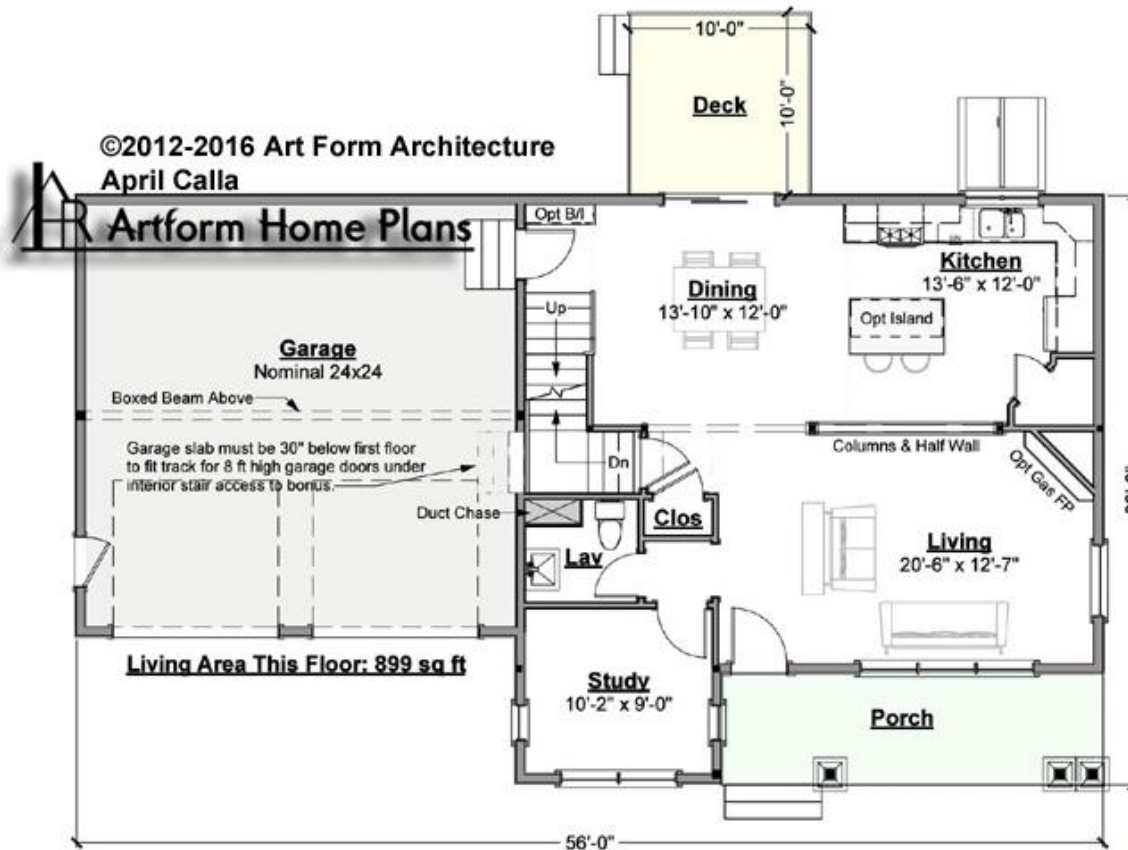 10'-0"
10'-0"
Deck
©2012-2016 Art Form Architecture
April Calla
Artform Home Plans
Opt B/I
Kitchen
13'-6" x 12'-0"
Dining
13'-10" x 12'-0"
Up
Opt Island
Garage
Nominal 24x24
Boxed Beam Above
Garage slab must be 30" below first floor
to fit track for 8 ft high garage doors under
interior stair access to bonus.
Columns & Half Wall
Dn
Opt Gas FP
Duct Chase
Clos
Lav
Living
20'-6" x 12'-7"
Living Area This Floor: 899 sq ft
Study
10'-2" x 9'-0"
Porch
56'-0"